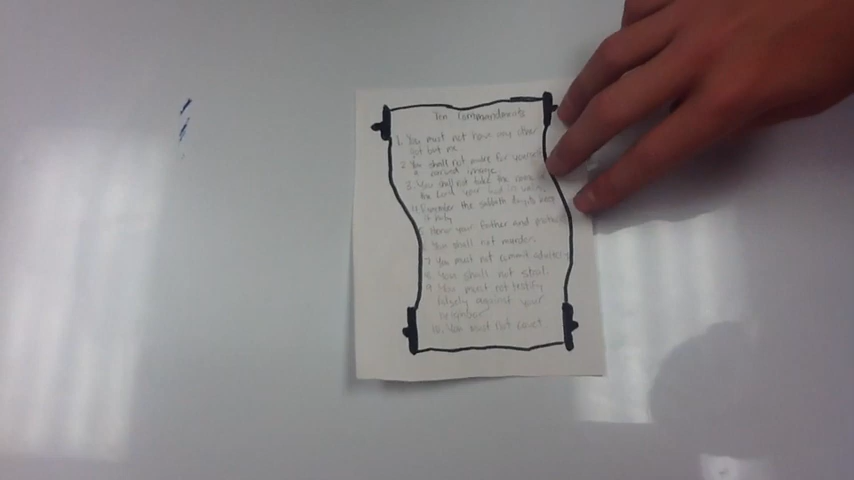 Ten Commandments
1. You must not have any other
God but me.
2. You shall not make for yourself
a carved image
3. You shall not take the name of
the Lord your God in vain.
4. Remember the sabbath day to keep
it holy
5. Honor your father and mother
You shall not murder.
7. You must not commit adultery
8. You shall not steal.
9. You must not testify
falsely against your
neighbor
10. You must not covet.